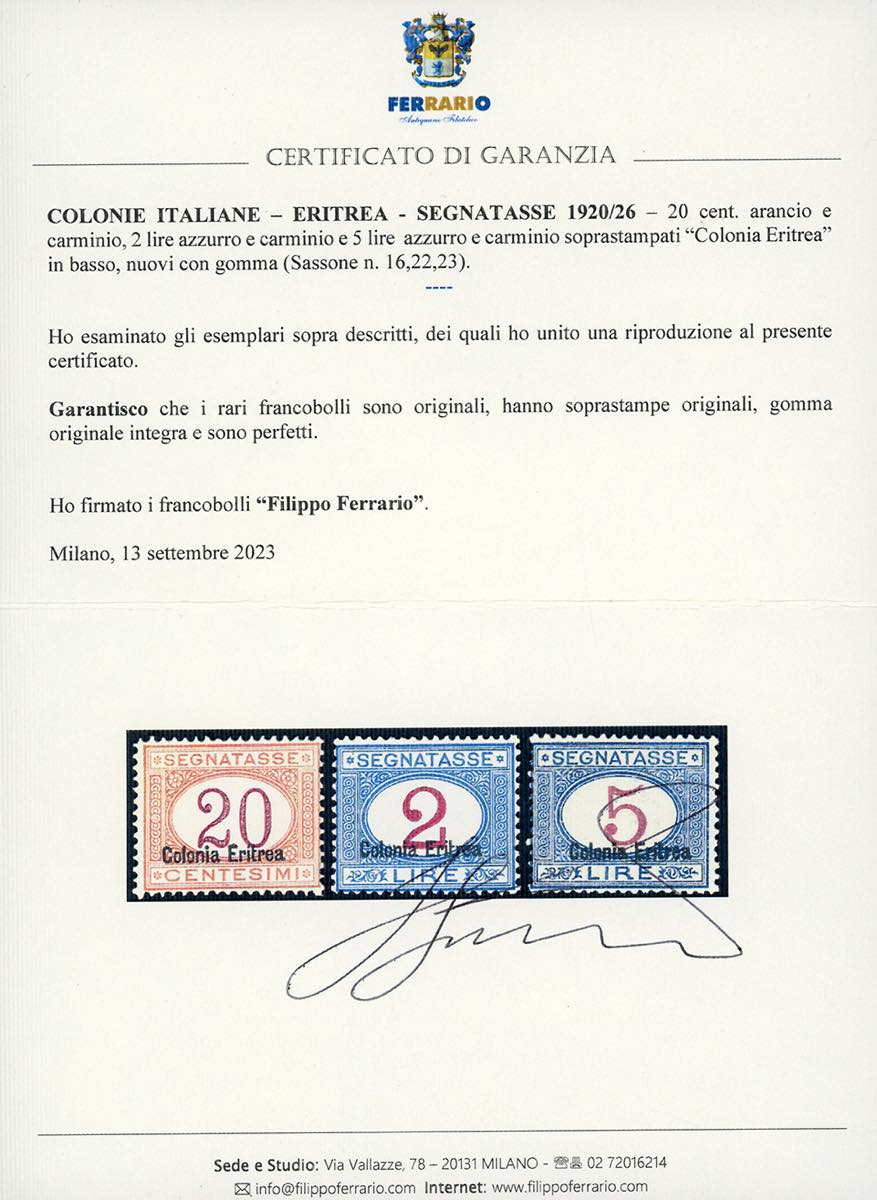 FERRARIO
Antiquario Filatelico
CERTIFICATO DI GARANZIA
COLONIE ITALIANE – ERITREA - SEGNATASSE 1920/26 – 20 cent. arancio e
carminio, 2 lire azzurro e carminio e 5 lire azzurro e carminio soprastampati “Colonia Eritrea”
in basso, nuovi con gomma (Sassone n. 16,22,23).
----
Ho esaminato gli esemplari sopra descritti, dei quali ho unito una riproduzione al presente
certificato.
Garantisco che i rari francobolli sono originali, hanno soprastampe originali, gomma
originale integra e sono perfetti.
Ho firmato i francobolli “Filippo Ferrario”.
Milano, 13 settembre 2023
SEGNATASSE
20
Colonia Eritrea
CENTESIMI
SEGNATASSE
2
Colonia Eritrea
LIRE
SEGNATASSE
5
Colonia Eritrea
LIRE
Sede e Studio: Via Vallazze, 78 – 20131 MILANO - 02 72016214
info@filippoferrario.com Internet: www.filippoferrario.com